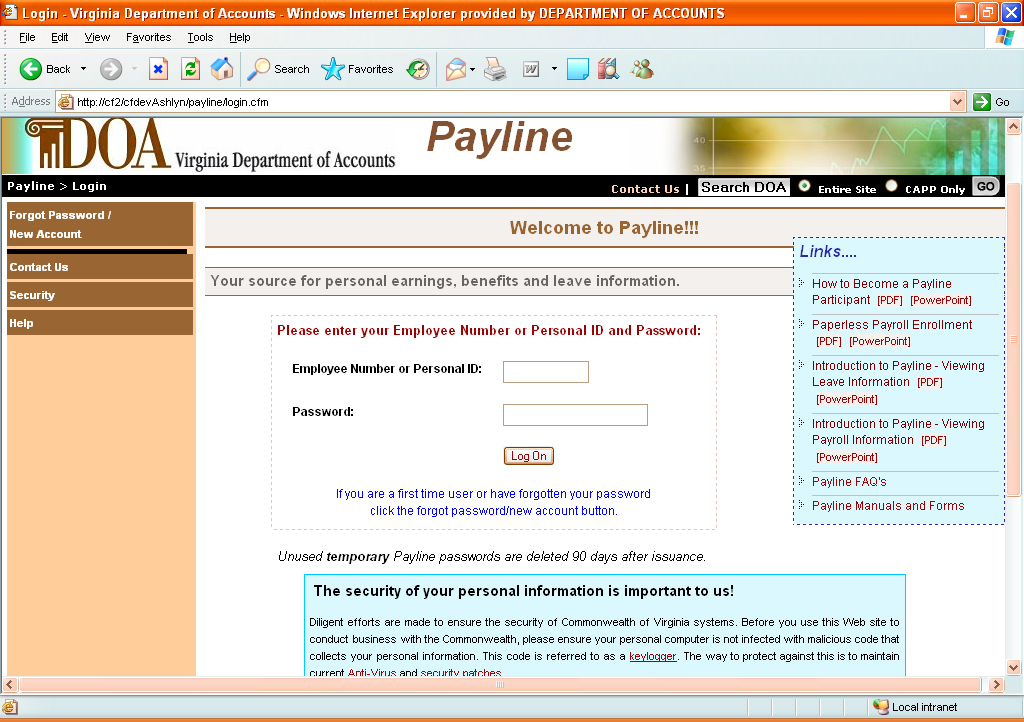 Login - Virginia Department of Accounts - Windows Internet Explorer provided by DEPARTMENT OF ACCOUNTS
File Edit View Favorites Tools Help
Back Search Favorites
Address http://cf2/cfdevAshlyn/payline/login.cfm Go
DOA Virginia Department of Accounts
Payline
40
35
Payline > Login
Contact Us | Search DOA Entire Site CAPP Only GO
Forgot Password /
New Account
Contact Us
Security
Help
Welcome to Payline!!!
Your source for personal earnings, benefits and leave information.
Please enter your Employee Number or Personal ID and Password:
Employee Number or Personal ID:
Password:
Log On
If you are a first time user or have forgotten your password
click the forgot password/new account button.
Unused temporary Payline passwords are deleted 90 days after issuance.
Links....
How to Become a Payline
Participant [PDF] [PowerPoint]
Paperless Payroll Enrollment
[PDF] [PowerPoint]
Introduction to Payline - Viewing
Leave Information [PDF]
[PowerPoint]
Introduction to Payline - Viewing
Payroll Information [PDF]
[PowerPoint]
Payline FAQ's
Payline Manuals and Forms
The security of your personal information is important to us!
Diligent efforts are made to ensure the security of Commonwealth of Virginia systems. Before you use this Web site to
conduct business with the Commonwealth, please ensure your personal computer is not infected with malicious code that
collects your personal information. This code is referred to as a keylogger. The way to protect against this is to maintain
current Anti-Virus and security patches.
Local intranet